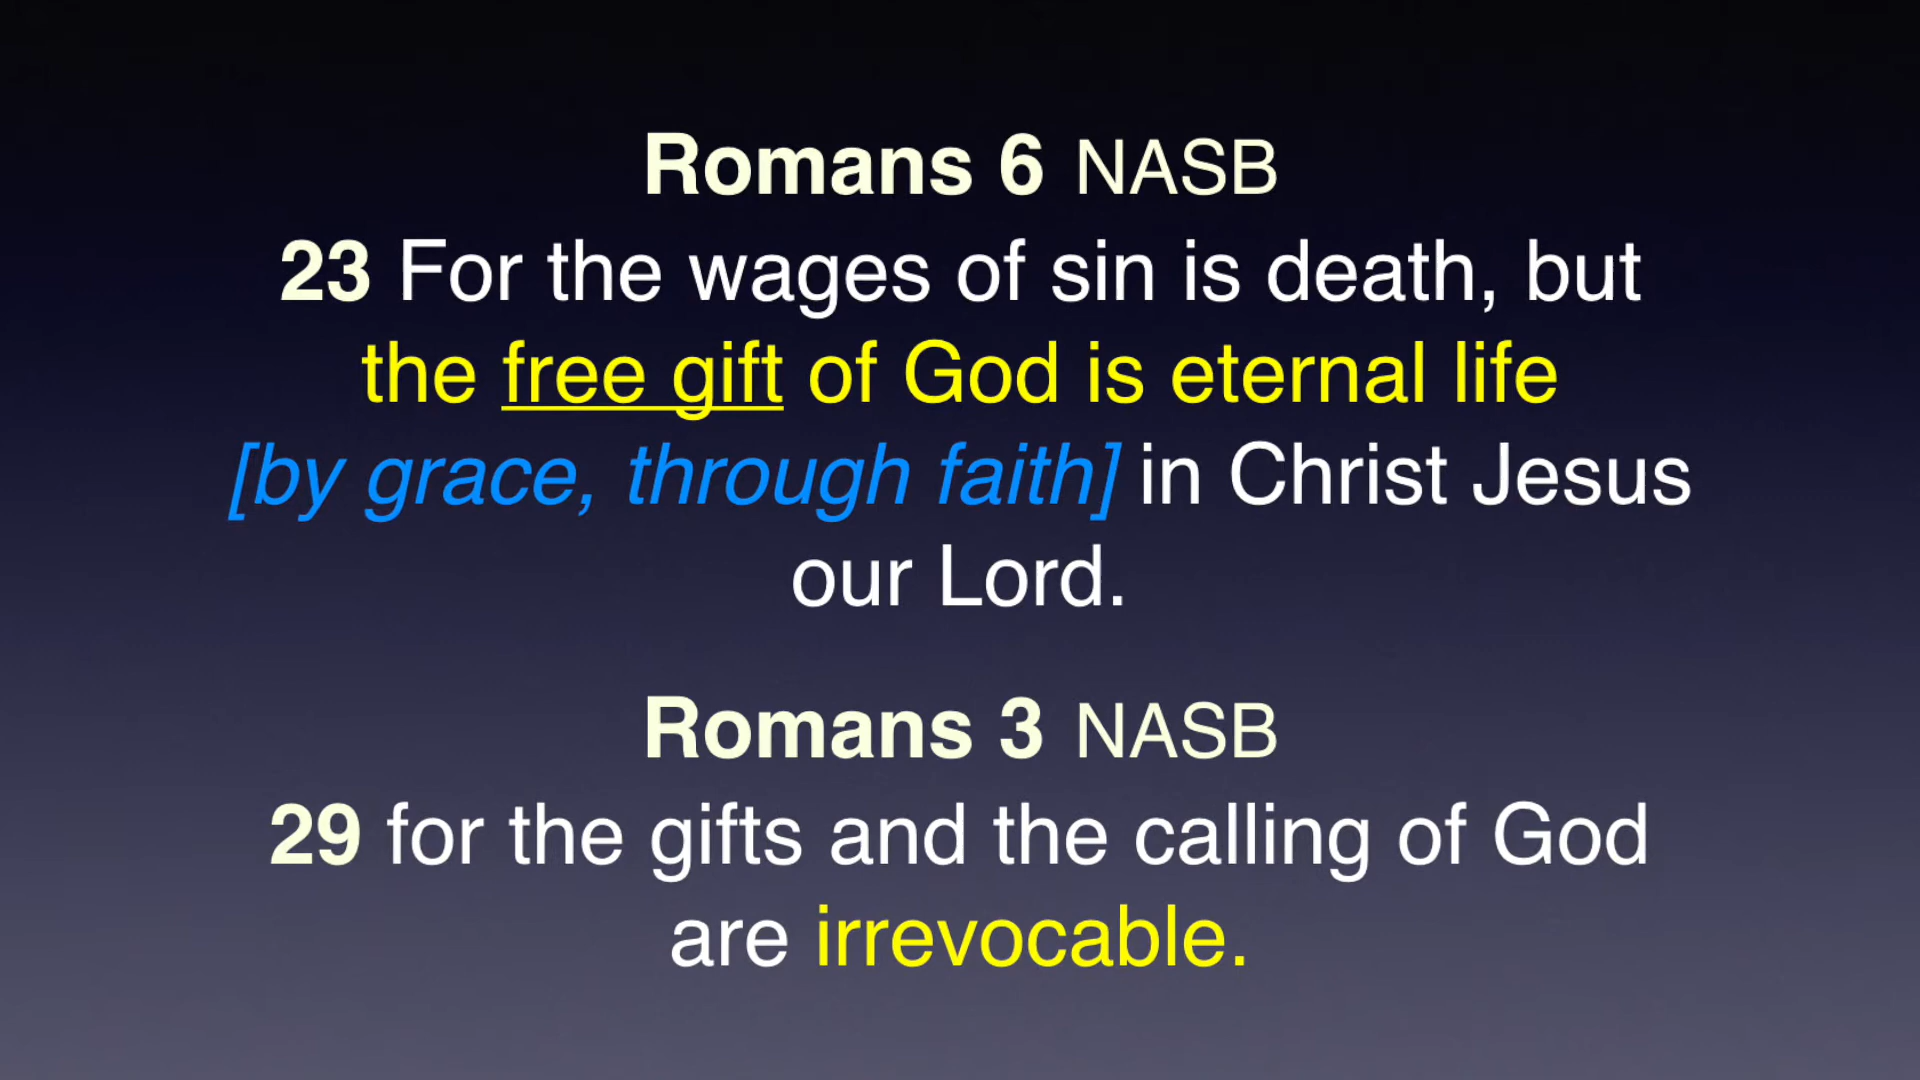 Romans 6 NASB
23 For the wages of sin is death, but
the free gift of God is eternal life
[by grace, through faith] in Christ Jesus
our Lord.
Romans 3 NASB
29 for the gifts and the calling of God
are irrevocable.